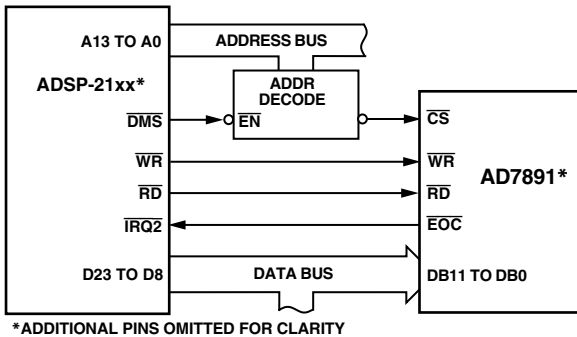 A13 TO A0
ADDRESS BUS
ADSP-21xx*
ADDR
DECODE
DMS
EN
CS
WR
WR
AD7891*
RD
RD
IRQ2
EOC
D23 TO D8
DATA BUS
DB11 TO DB0
*ADDITIONAL PINS OMITTED FOR CLARITY